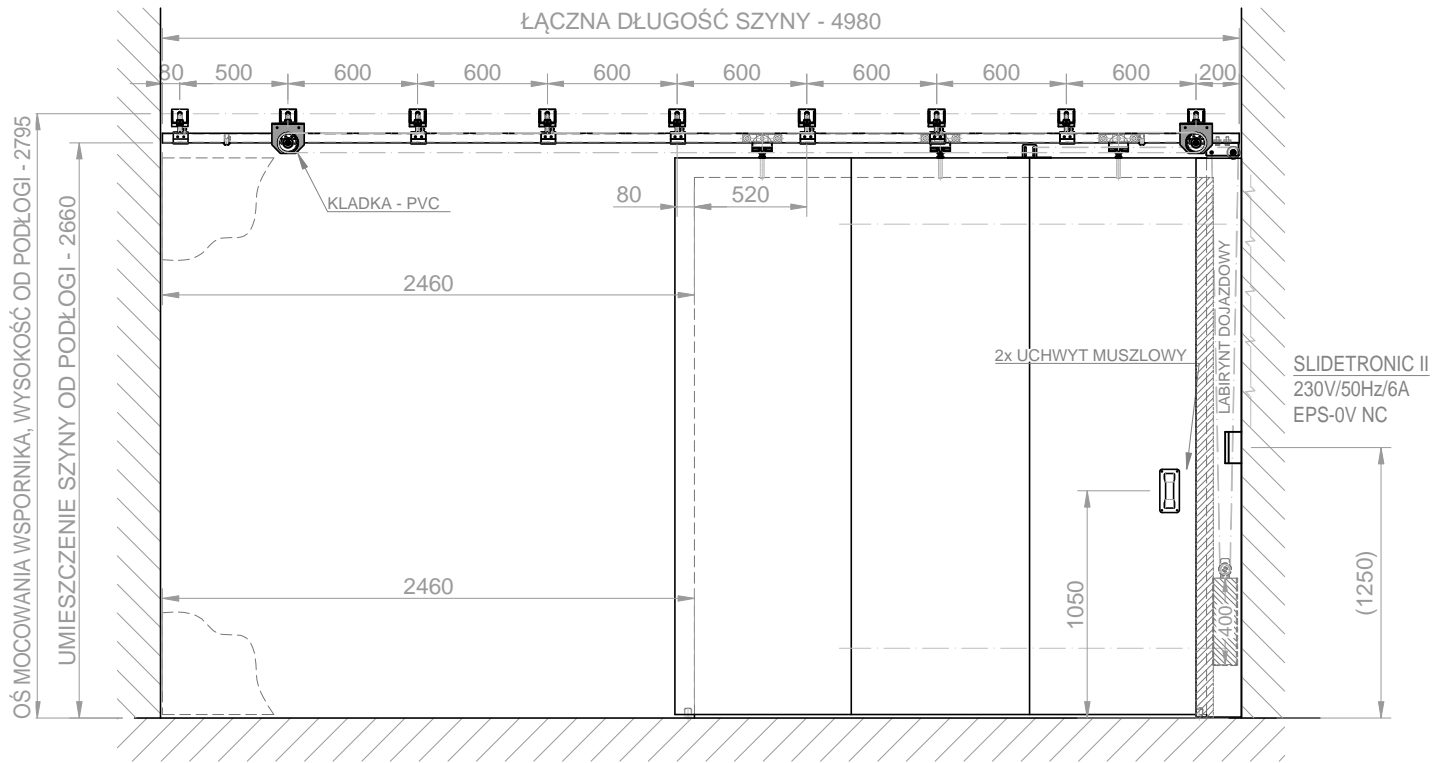 ŁĄCZNA DŁUGOŚĆ SZYNY - 4980
80 500 600 600 600 600 600 600 600 200
OŚ MOCOWANIA WSPORNIKA, WYSOKOŚĆ OD PODŁOGI - 2795
UMIESZCZENIE SZYNY OD PODŁOGI - 2660
KLADKA - PVC
80 520
2460
LABIRYNT DOJAZDOWY
2x UCHWYT MUSZLOWY
SLIDETRONIC II
230V/50Hz/6A
EPS-0V NC
2460
1050
400
(1250)